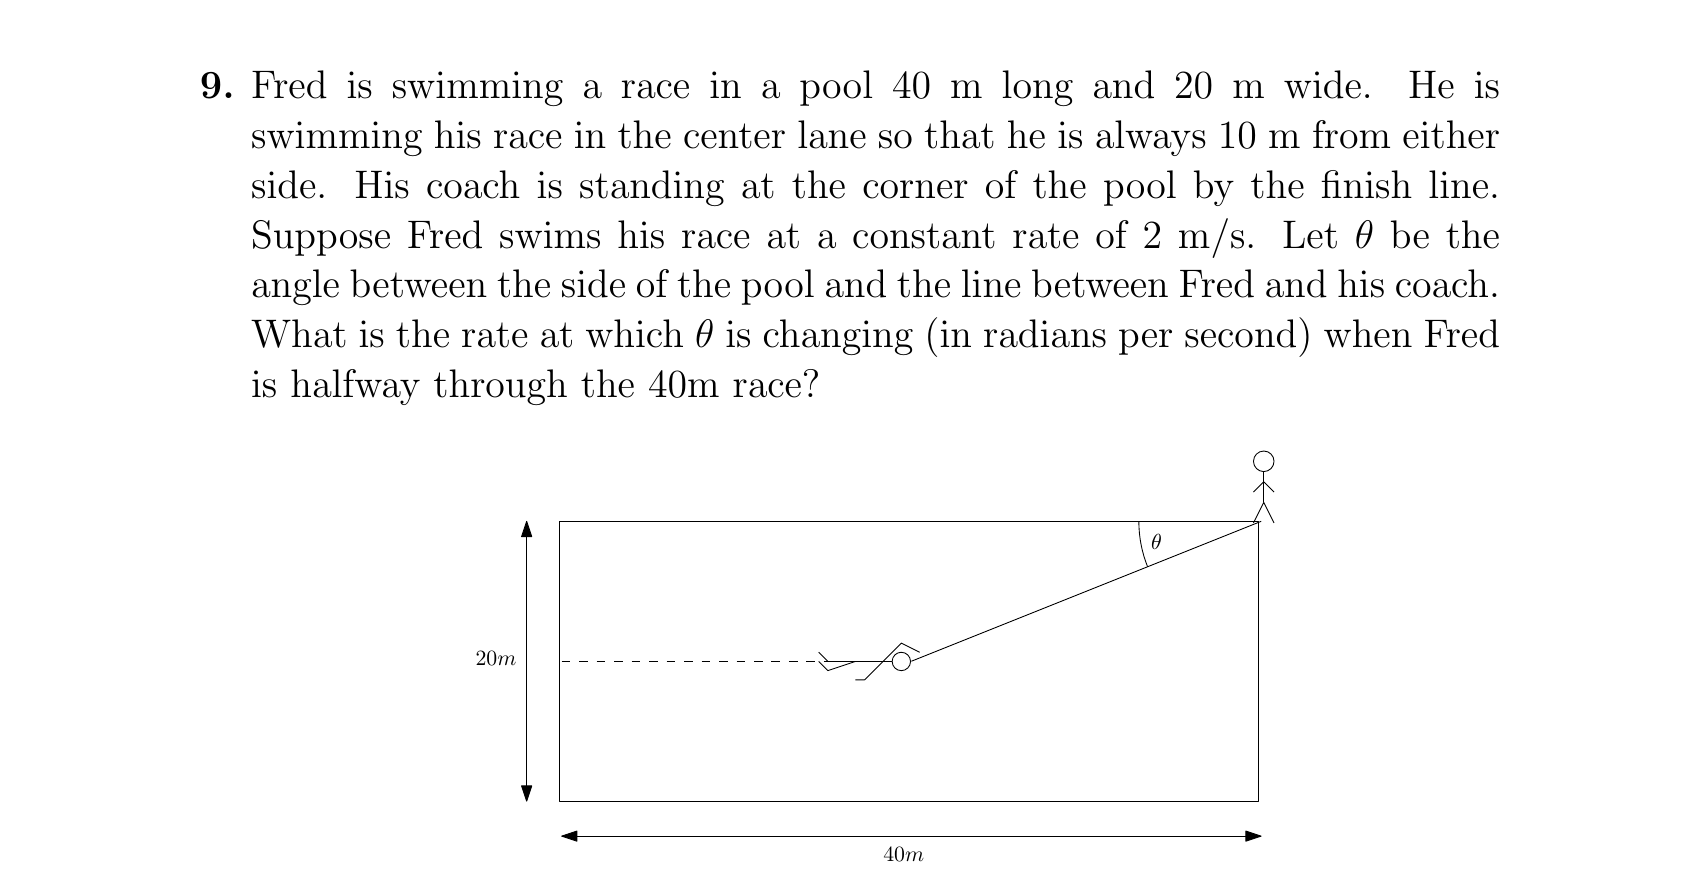 9. Fred is swimming a race in a pool 40 m long and 20 m wide. He is
swimming his race in the center lane so that he is always 10 m from either
side. His coach is standing at the corner of the pool by the finish line.
Suppose Fred swims his race at a constant rate of 2 m/s. Let θ be the
angle between the side of the pool and the line between Fred and his coach.
What is the rate at which θ is changing (in radians per second) when Fred
is halfway through the 40m race?
θ
20m
40m